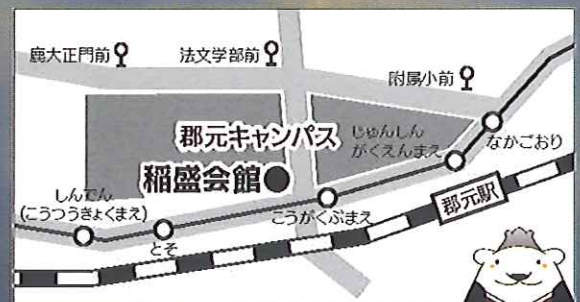 鹿大正門前
法文学部前
附属小前
郡元キャンパス
じゅんしん
がくえんまえ
なかごおり
稲盛会館
しんでん
(こうつうきょくまえ)
とそ
こうがくぶまえ
郡元駅